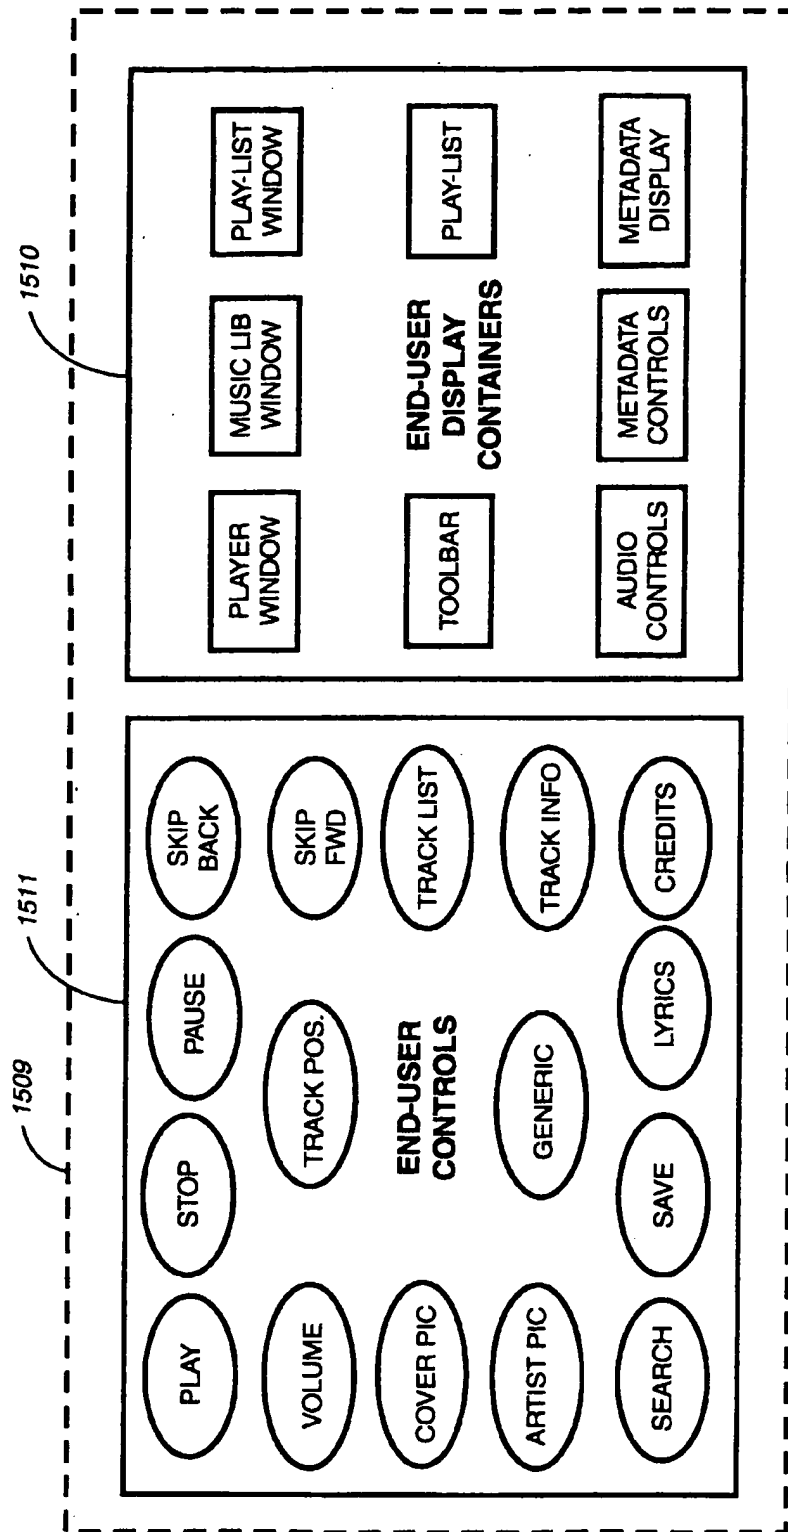 1509
1511
1510
PLAY
STOP
PAUSE
SKIP
BACK
VOLUME
TRACK POS.
SKIP
FWD
COVER PIC
END-USER
CONTROLS
TRACK LIST
ARTIST PIC
GENERIC
TRACK INFO
SEARCH
SAVE
LYRICS
CREDITS
PLAYER
WINDOW
MUSIC LIB
WINDOW
PLAY-LIST
WINDOW
TOOLBAR
END-USER
DISPLAY
CONTAINERS
PLAY-LIST
AUDIO
CONTROLS
METADATA
CONTROLS
METADATA
DISPLAY